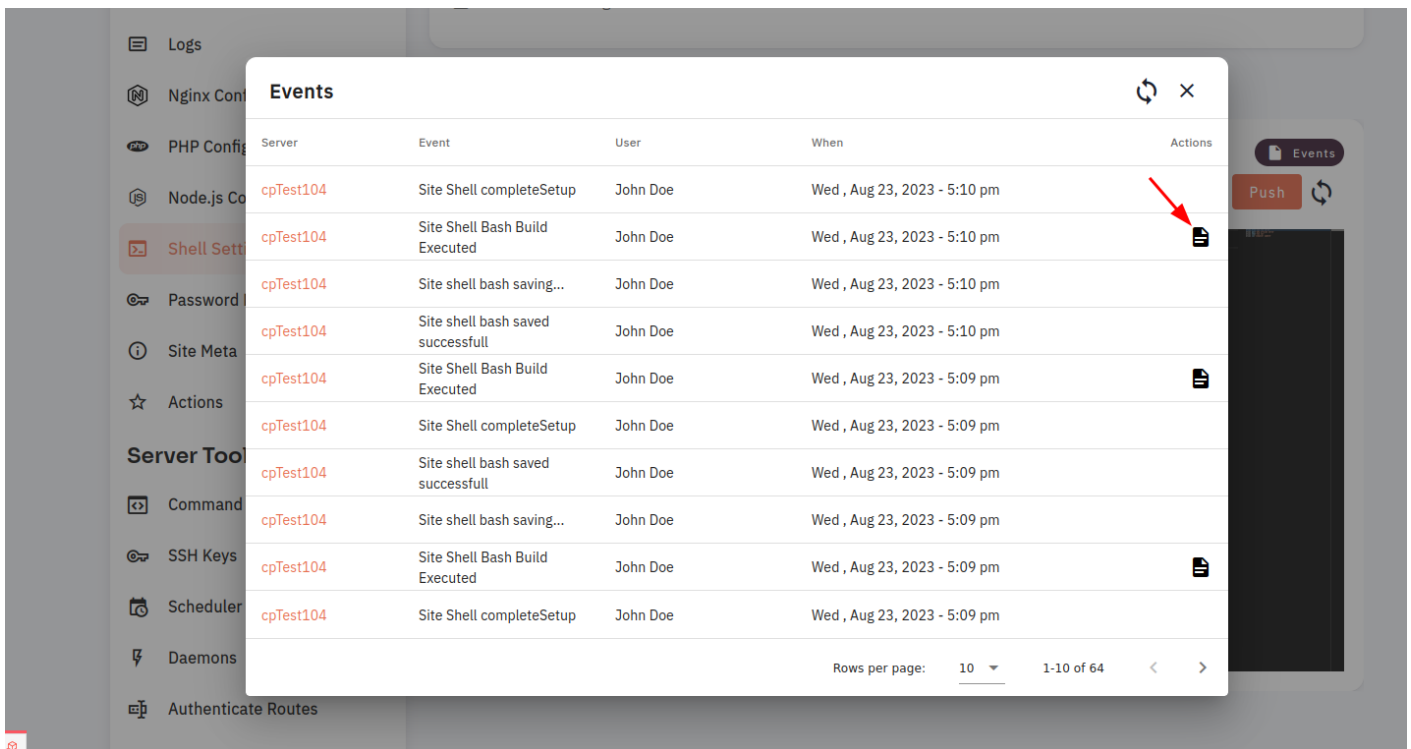 Logs
Nginx Conf
PHP Config
Node.js Co
Shell Setti
Password
Site Meta
Actions
Server Tool
Command
SSH Keys
Scheduler
Daemons
Authenticate Routes
Events
Server Event User When Actions
cpTest104 Site Shell completeSetup John Doe Wed , Aug 23, 2023 - 5:10 pm
cpTest104 Site Shell Bash Build John Doe Wed , Aug 23, 2023 - 5:10 pm
Executed
cpTest104 Site shell bash saving... John Doe Wed , Aug 23, 2023 - 5:10 pm
cpTest104 Site shell bash saved John Doe Wed , Aug 23, 2023 - 5:10 pm
successfull
cpTest104 Site Shell Bash Build John Doe Wed , Aug 23, 2023 - 5:09 pm
Executed
cpTest104 Site Shell completeSetup John Doe Wed , Aug 23, 2023 - 5:09 pm
cpTest104 Site shell bash saved John Doe Wed , Aug 23, 2023 - 5:09 pm
successfull
cpTest104 Site shell bash saving... John Doe Wed , Aug 23, 2023 - 5:09 pm
cpTest104 Site Shell Bash Build John Doe Wed , Aug 23, 2023 - 5:09 pm
Executed
cpTest104 Site Shell completeSetup John Doe Wed , Aug 23, 2023 - 5:09 pm
Rows per page: 10 1-10 of 64
Events
Push